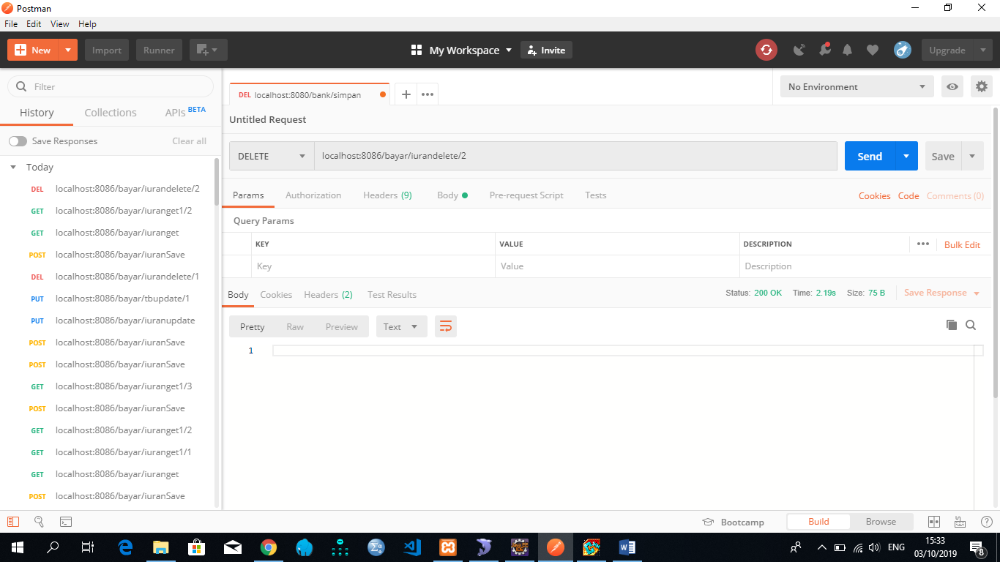 Postman
File Edit View Help
New Import Runner My Workspace Invite Upgrade
Filter
History Collections APIs BETA
Save Responses Clear all
Today
DEL localhost:8086/bayar/iurandelete/2
GET localhost:8086/bayar/iuranget1/2
GET localhost:8086/bayar/iuranget
POST localhost:8086/bayar/iuranSave
DEL localhost:8086/bayar/iurandelete/1
PUT localhost:8086/bayar/tbupdate/1
PUT localhost:8086/bayar/iuranupdate
POST localhost:8086/bayar/iuranSave
POST localhost:8086/bayar/iuranSave
GET localhost:8086/bayar/iuranget1/3
POST localhost:8086/bayar/iuranSave
GET localhost:8086/bayar/iuranget1/2
GET localhost:8086/bayar/iuranget1/1
GET localhost:8086/bayar/iuranget
POST localhost:8086/bayar/iuranSave
DEL localhost:8080/bank/simpan
No Environment
Untitled Request
DELETE localhost:8086/bayar/iurandelete/2 Send Save
Params Authorization Headers (9) Body Pre-request Script Tests Cookies Code Comments (0)
Query Params
KEY VALUE DESCRIPTION Bulk Edit
Key Value Description
Body Cookies Headers (2) Test Results Status: 200 OK Time: 2.19s Size: 75 B Save Response
Pretty Raw Preview Text
1
Bootcamp Build Browse
ENG 15:33
03/10/2019
8